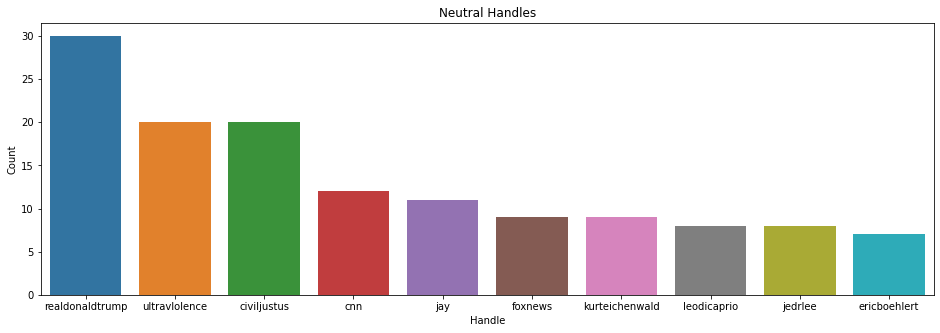 Neutral Handles
30
25
20
15
10
5
0
Count
realdonaldtrump ultravlolence civiljustus cnn jay foxnews kurteichenwald leodicaprio jedrlee ericboehlert
Handle